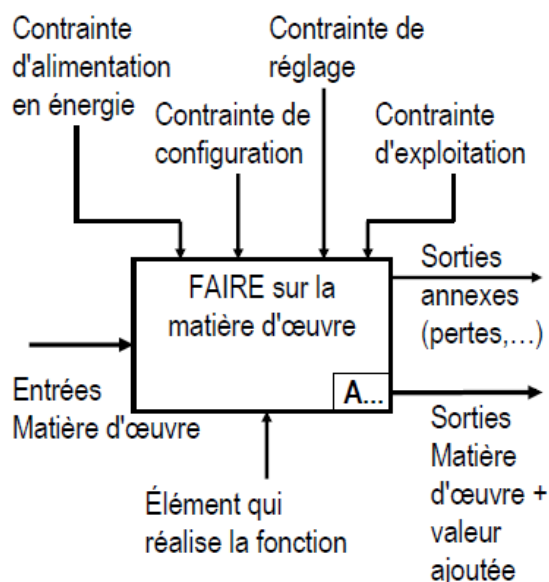 Contrainte
d'alimentation
en énergie
Contrainte de
réglage
Contrainte de
configuration
Contrainte
d'exploitation
FAIRE sur la
matière d'œuvre
A...
Entrées
Matière d'œuvre
Sorties
annexes
(pertes,...)
Élément qui
réalise la fonction
Sorties
Matière
d'œuvre +
valeur
ajoutée